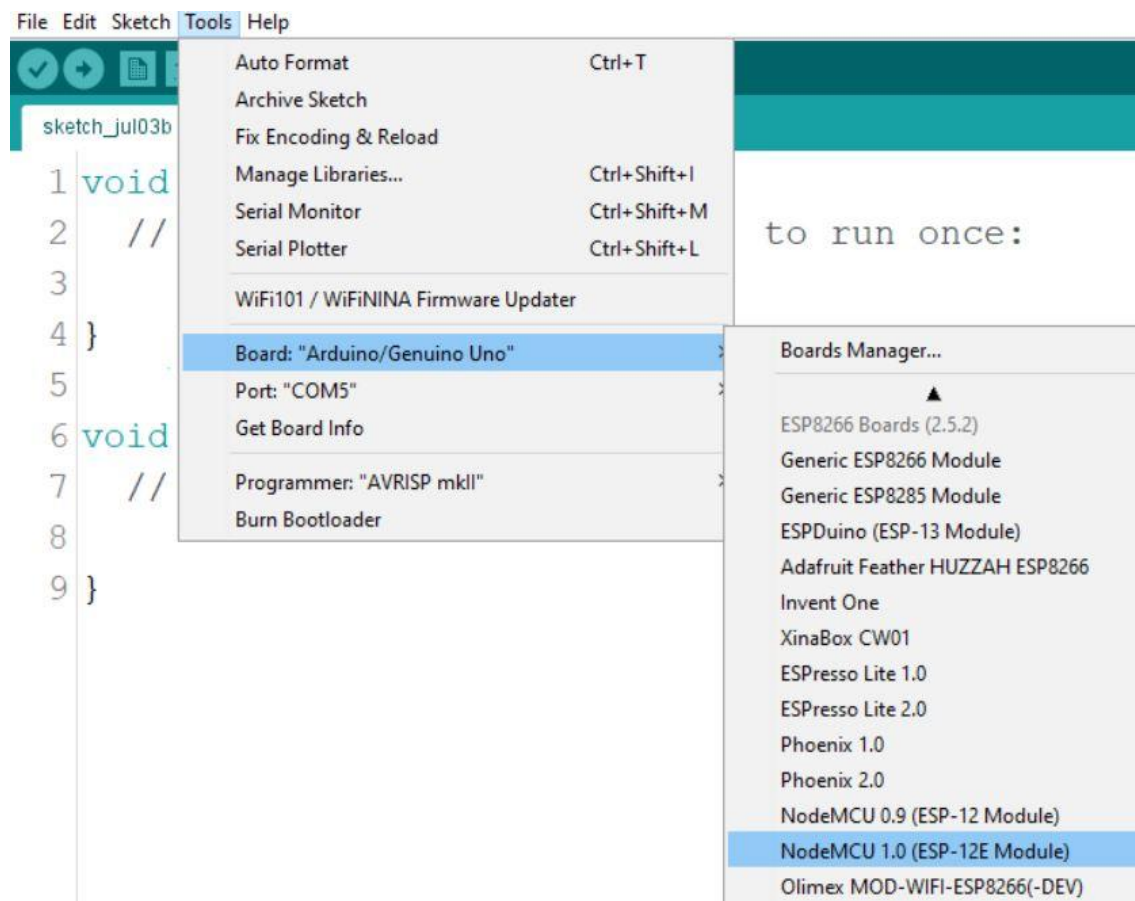 File Edit Sketch Tools Help
Auto Format Ctrl+T
Archive Sketch
sketch_jul03b
Fix Encoding & Reload
1 void
Manage Libraries... Ctrl+Shift+I
Serial Monitor Ctrl+Shift+M
2 // to run once:
Serial Plotter Ctrl+Shift+L
3
WiFi101 / WiFiNINA Firmware Updater
4 }
Board: "Arduino/Genuino Uno"
Boards Manager...
5
Port: "COM5"
Get Board Info
ESP8266 Boards (2.5.2)
6 void
Generic ESP8266 Module
7 //
Programmer: "AVRISP mkII"
Generic ESP8285 Module
Burn Bootloader
ESPDuino (ESP-13 Module)
8
Adafruit Feather HUZZAH ESP8266
9 }
Invent One
XinaBox CW01
ESPresso Lite 1.0
ESPresso Lite 2.0
Phoenix 1.0
Phoenix 2.0
NodeMCU 0.9 (ESP-12 Module)
NodeMCU 1.0 (ESP-12E Module)
Olimex MOD-WIFI-ESP8266(-DEV)